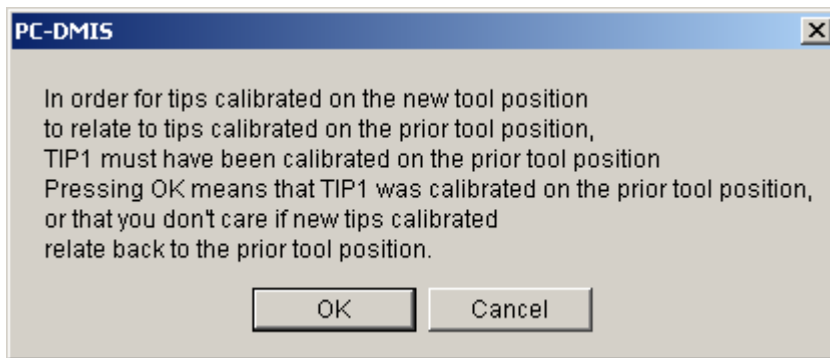 PC-DMIS
In order for tips calibrated on the new tool position
to relate to tips calibrated on the prior tool position,
TIP1 must have been calibrated on the prior tool position
Pressing OK means that TIP1 was calibrated on the prior tool position,
or that you don't care if new tips calibrated
relate back to the prior tool position.
OK Cancel